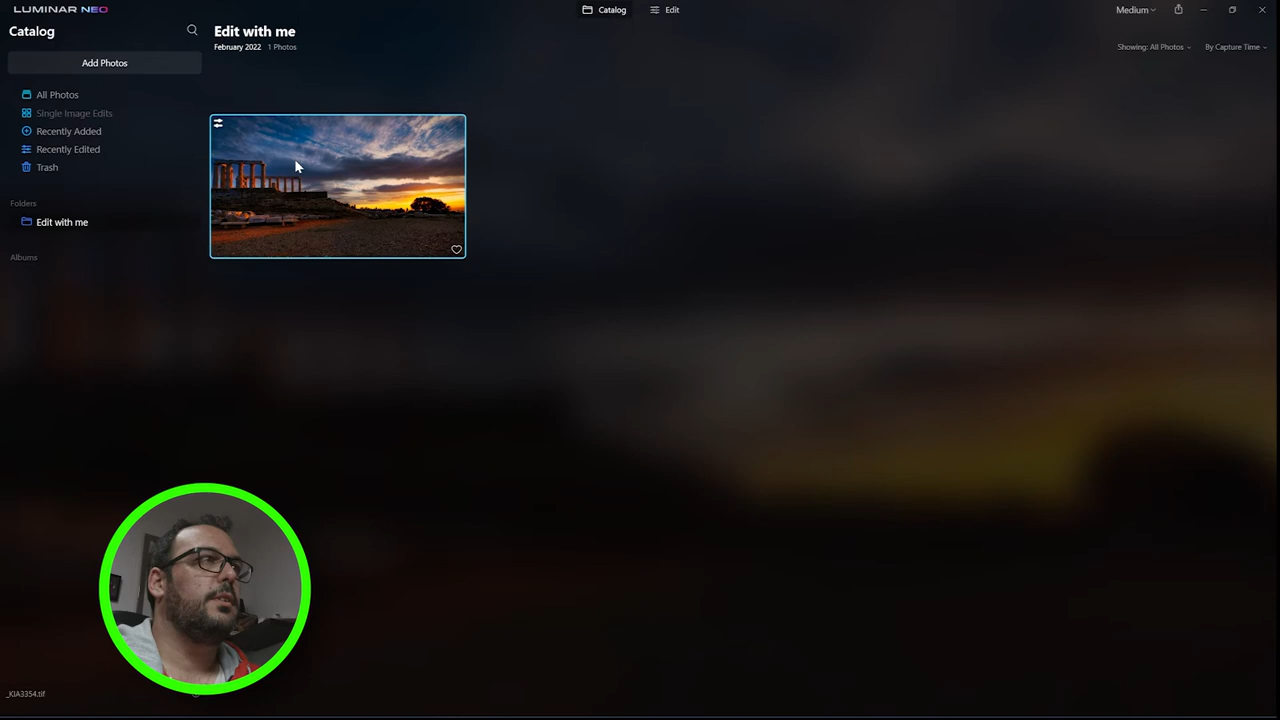 LUMINAR NEO
Catalog
Edit
Medium
Catalog
Edit with me
February 2022 1 Photos
Showing: All Photos
By Capture Time
Add Photos
All Photos
Single Image Edits
Recently Added
Recently Edited
Trash
Folders
Edit with me
Albums
_KIA3354.tif